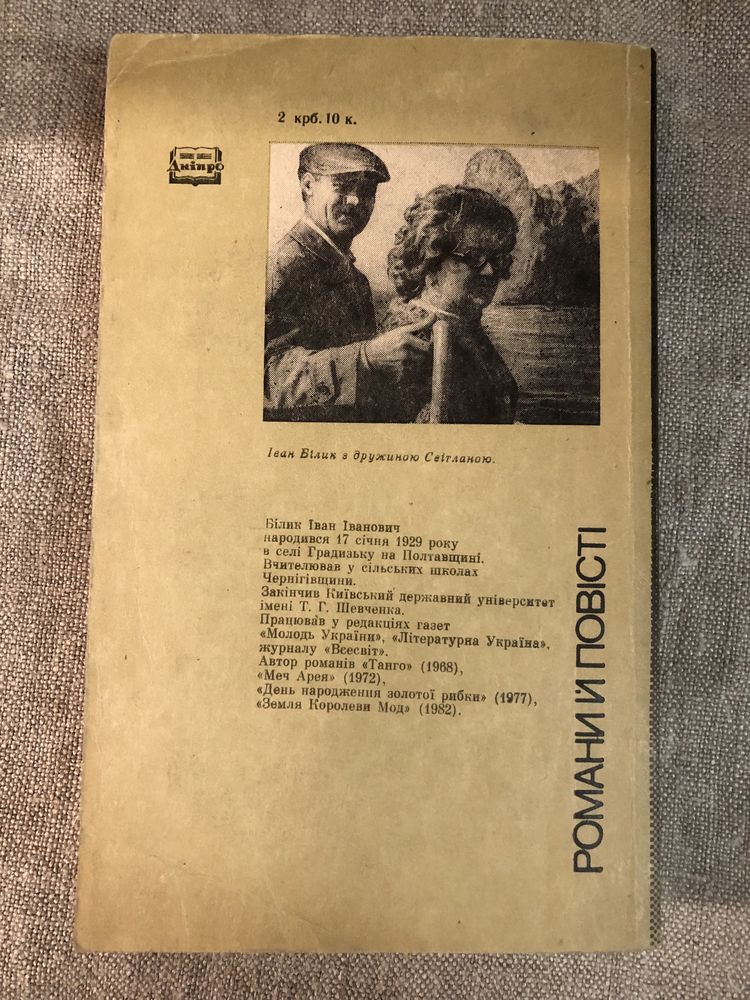 2 крб. 10 к.
Дніпро
Іван Білик з дружиною Світланою.
Білик Іван Іванович
народився 17 січня 1929 року
в селі Градизьку на Полтавщині.
Вчителював у сільських школах
Чернігівщини.
Закінчив Київський державний університет
імені Т. Г. Шевченка.
Працював у редакціях газет
«Молодь України», «Літературна Україна»,
журналу «Всесвіт».
Автор романів «Танго» (1968),
«Меч Арея» (1972),
«День народження золотої рибки» (1977),
«Земля Королеви Мод» (1982).
РОМАНИ Й ПОВІСТІ